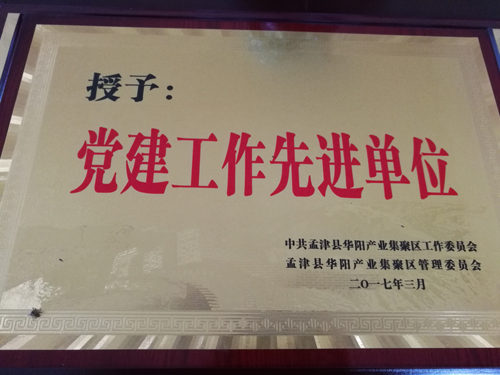 授予：
党建工作先进单位
中共孟津县华阳产业集聚区工作委员会
孟津县华阳产业集聚区管理委员会
二〇一七年三月